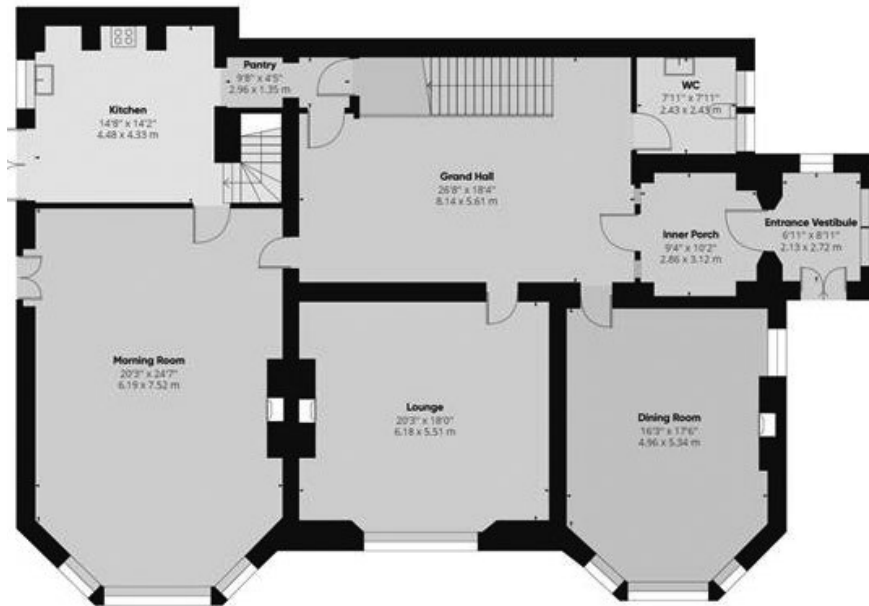 Pantry
9'8" x 4'5"
2.96 x 1.35 m
WC
7'11" x 7'11"
2.43 x 2.43 m
Kitchen
14'8" x 14'2"
4.48 x 4.33 m
Grand Hall
26'8" x 18'4"
8.14 x 5.61 m
Inner Porch
9'4" x 10'2"
2.86 x 3.12 m
Entrance Vestibule
6'11" x 8'11"
2.13 x 2.72 m
Morning Room
20'3" x 24'7"
6.19 x 7.52 m
Lounge
20'3" x 18'0"
6.18 x 5.51 m
Dining Room
16'3" x 17'6"
4.96 x 5.34 m